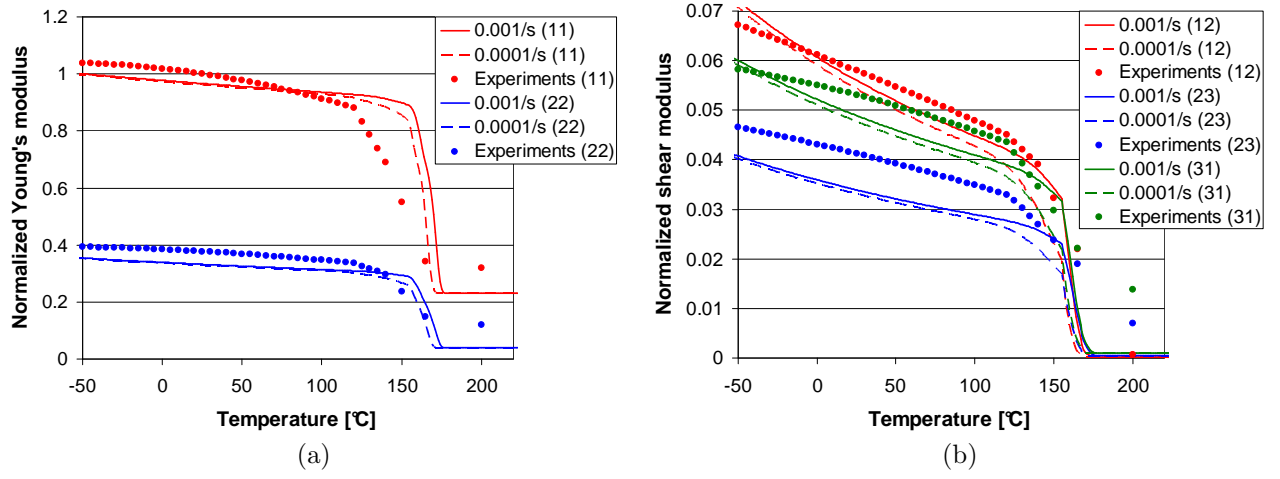 1.2
1
0.8
0.6
0.4
0.2
0
-50
0
50
100
150
200
Normalized Young's modulus
Temperature [°C]
0.001/s (11)
0.0001/s (11)
Experiments (11)
0.001/s (22)
0.0001/s (22)
Experiments (22)
(a)
0.07
0.06
0.05
0.04
0.03
0.02
0.01
0
-50
0
50
100
150
200
Normalized shear modulus
Temperature [°C]
0.001/s (12)
0.0001/s (12)
Experiments (12)
0.001/s (23)
0.0001/s (23)
Experiments (23)
0.001/s (31)
0.0001/s (31)
Experiments (31)
(b)